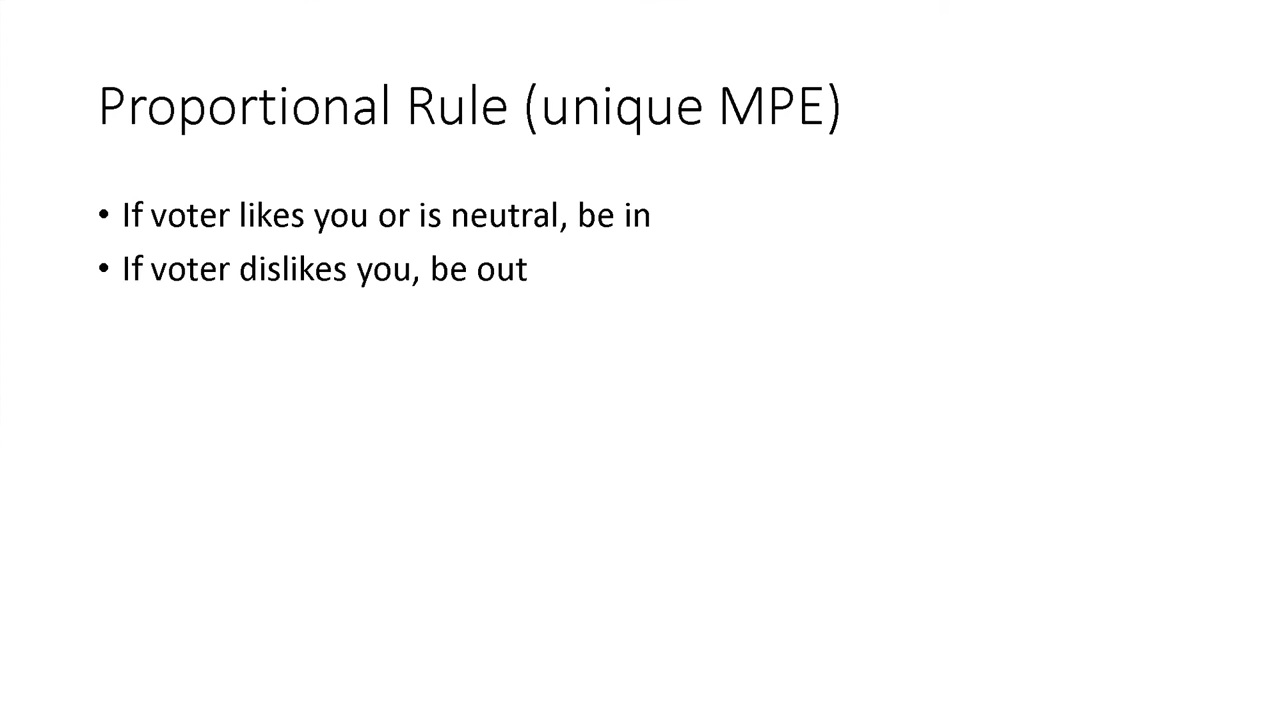 Proportional Rule (unique MPE)
• If voter likes you or is neutral, be in
• If voter dislikes you, be out